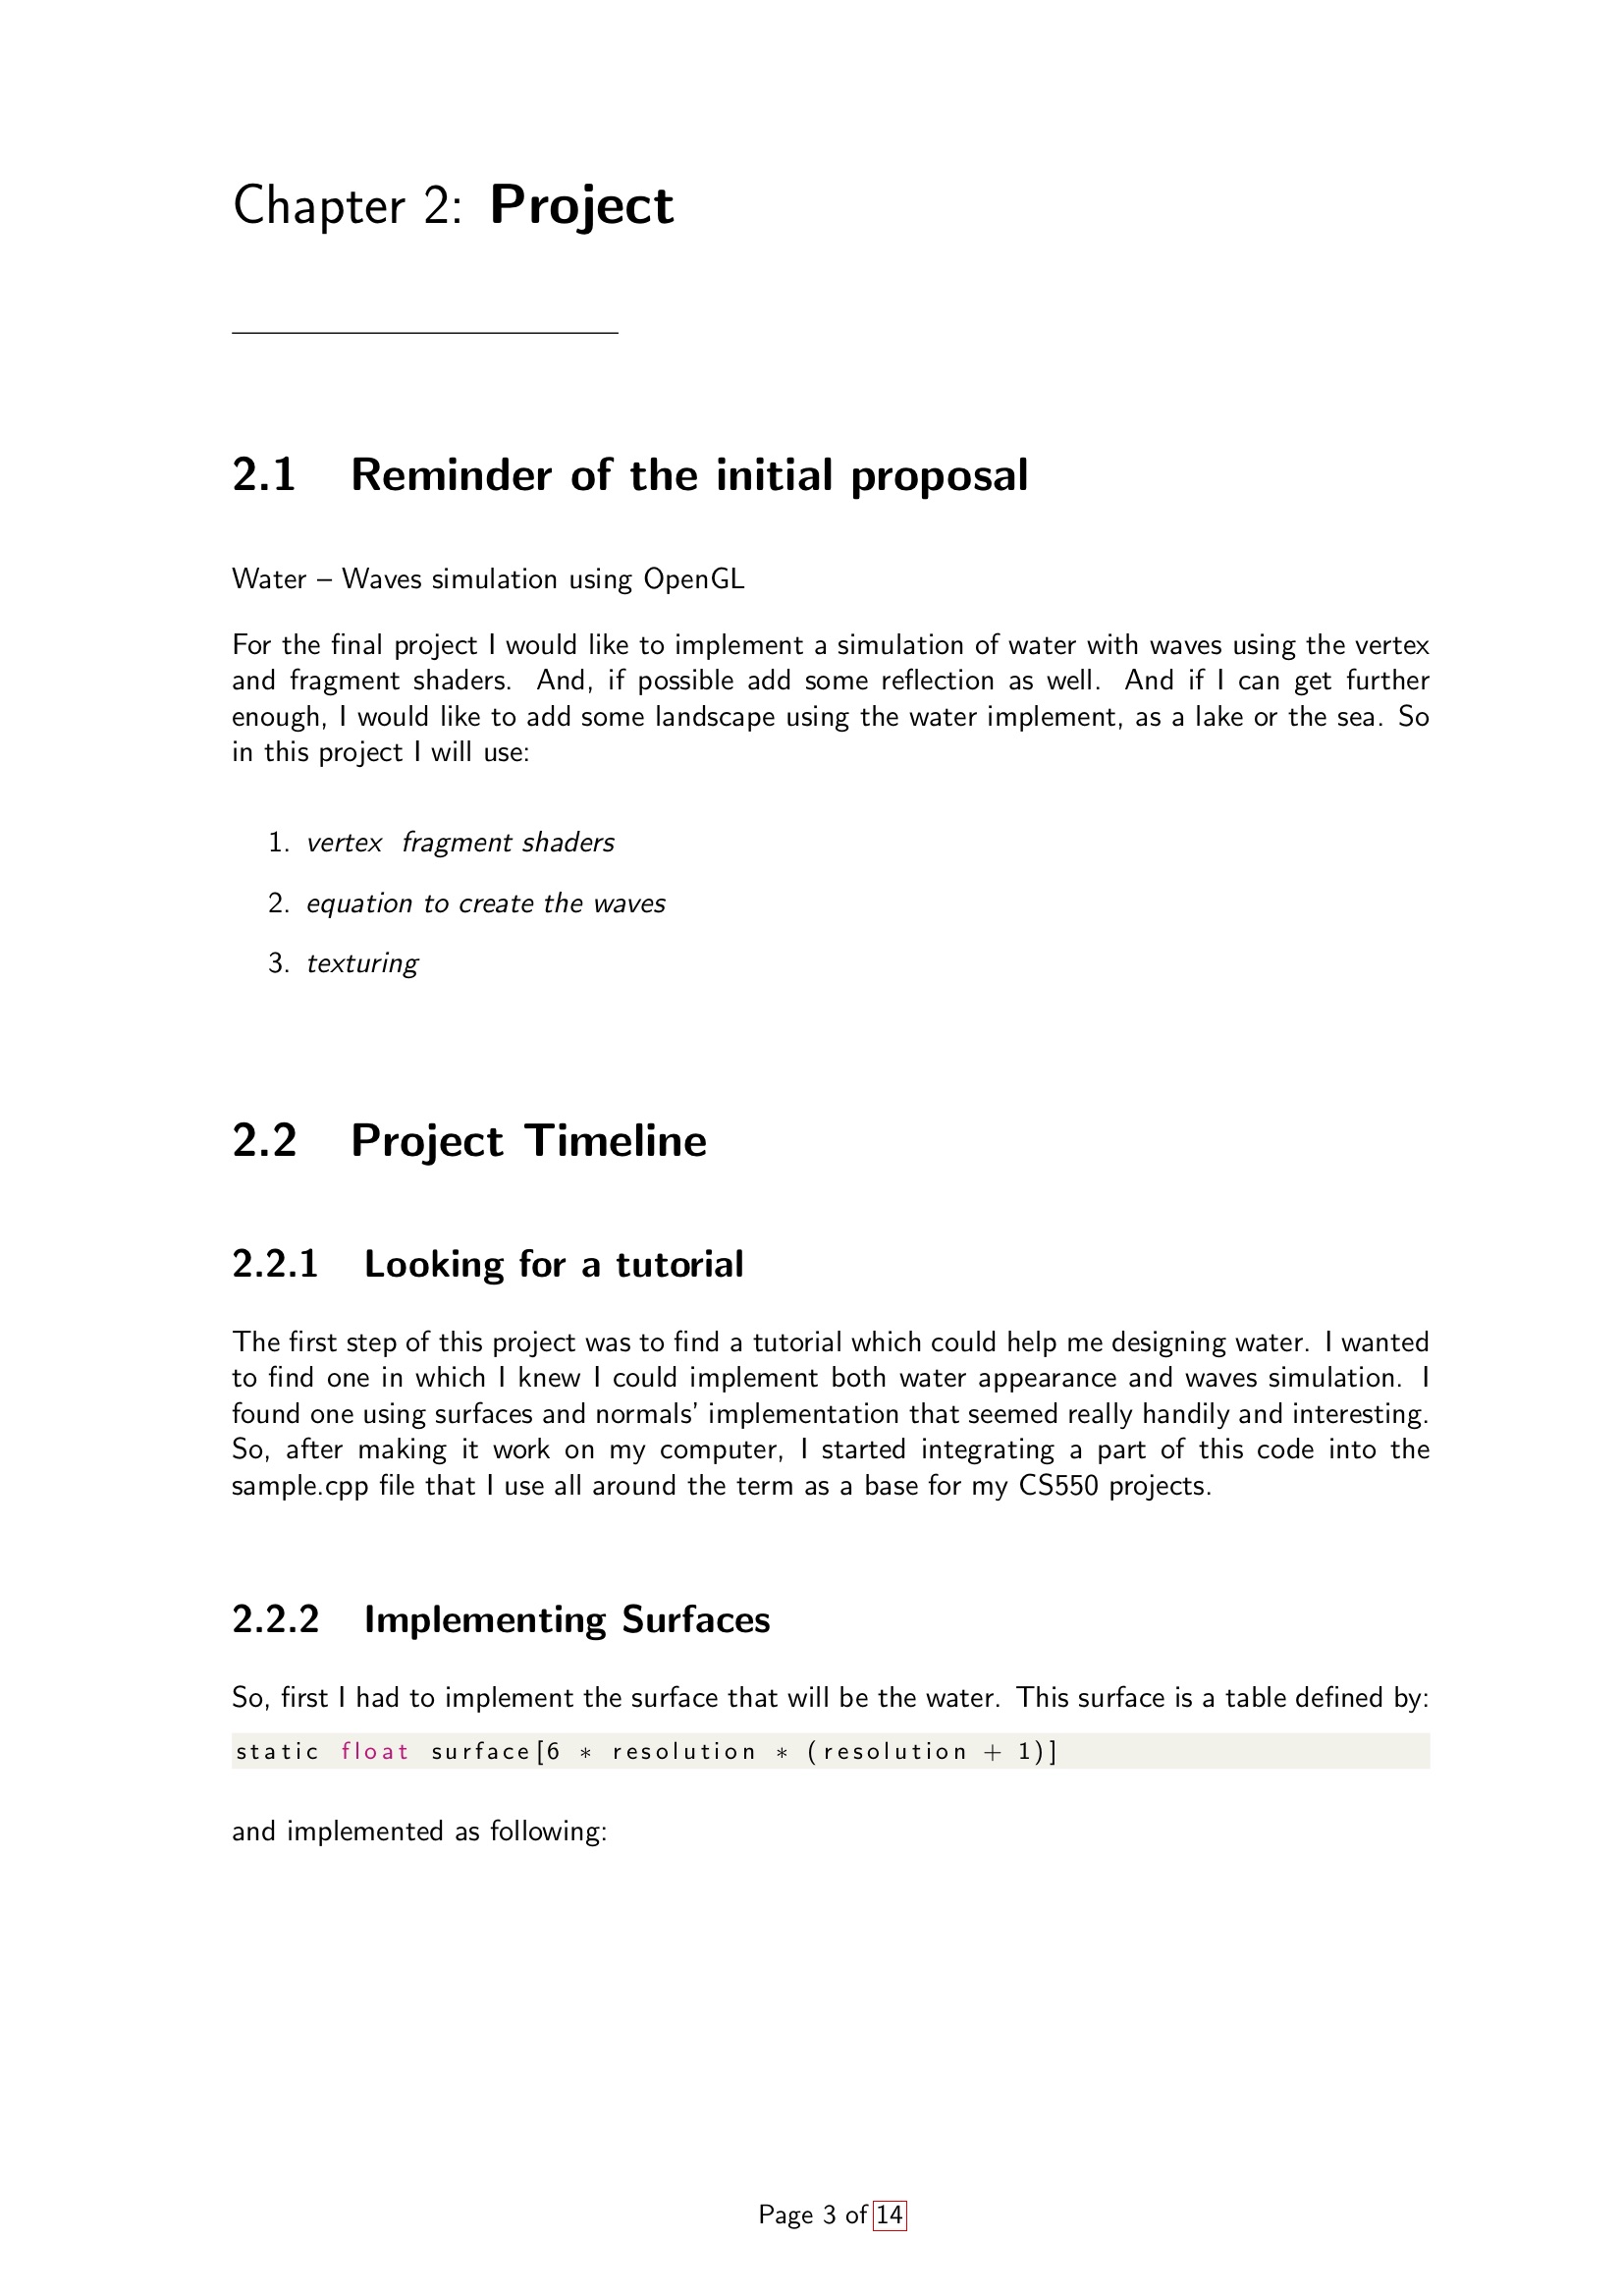 Chapter 2: Project
2.1 Reminder of the initial proposal
Water – Waves simulation using OpenGL
For the final project I would like to implement a simulation of water with waves using the vertex
and fragment shaders. And, if possible add some reflection as well. And if I can get further
enough, I would like to add some landscape using the water implement, as a lake or the sea. So
in this project I will use:
1. vertex fragment shaders
2. equation to create the waves
3. texturing
2.2 Project Timeline
2.2.1 Looking for a tutorial
The first step of this project was to find a tutorial which could help me designing water. I wanted
to find one in which I knew I could implement both water appearance and waves simulation. I
found one using surfaces and normals' implementation that seemed really handily and interesting.
So, after making it work on my computer, I started integrating a part of this code into the
sample.cpp file that I use all around the term as a base for my CS550 projects.
2.2.2 Implementing Surfaces
So, first I had to implement the surface that will be the water. This surface is a table defined by:
static float surface[6 * resolution * (resolution + 1)]
and implemented as following:
Page 3 of 14